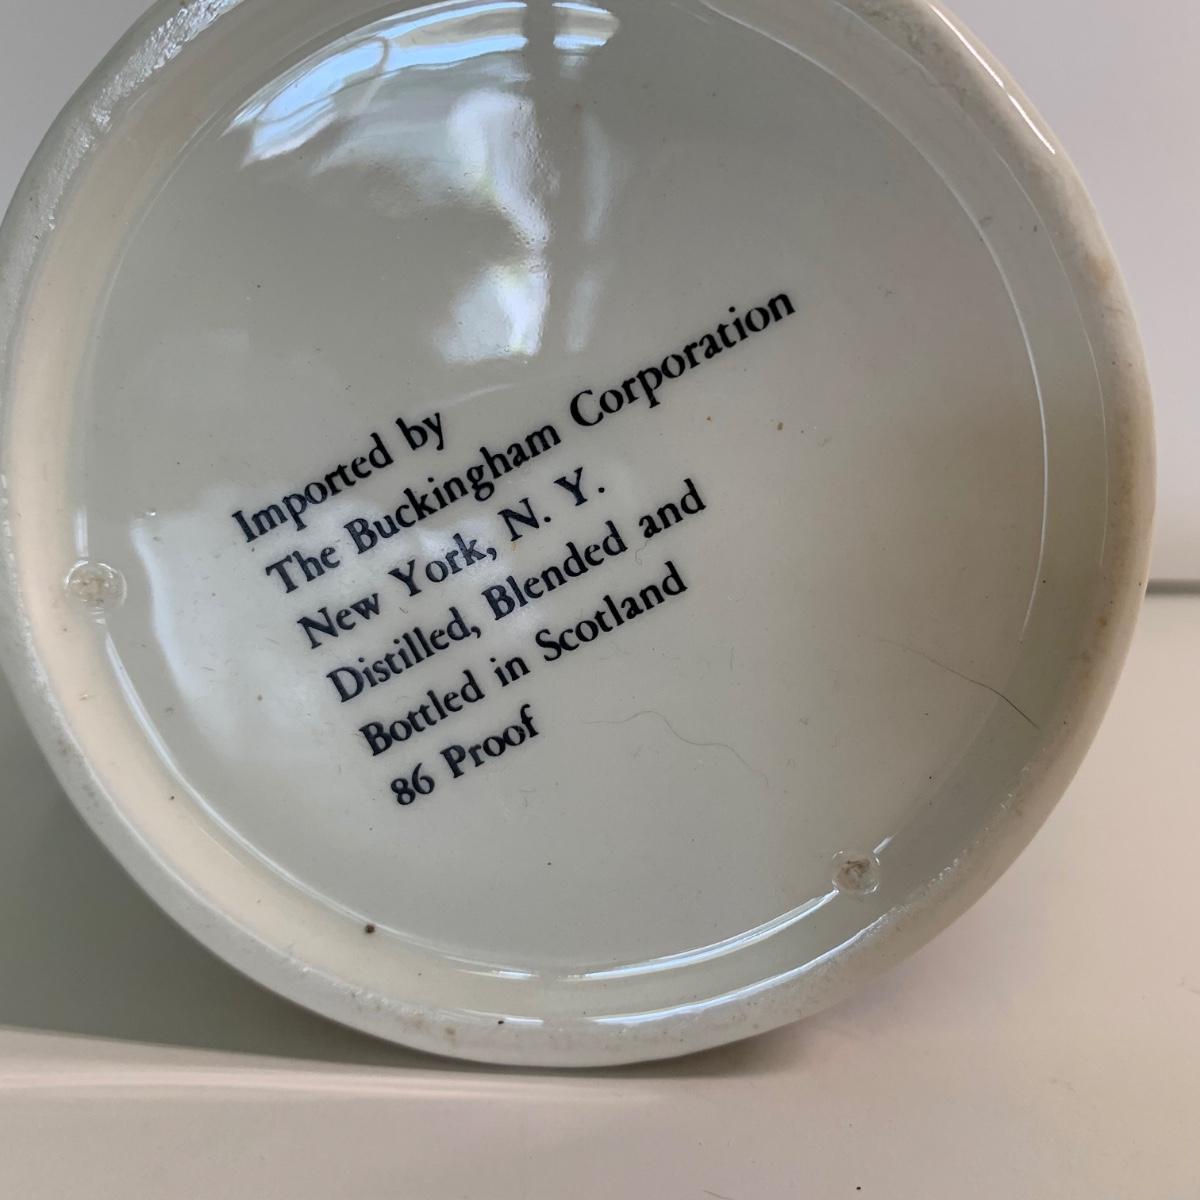 Imported by
The Buckingham Corporation
New York, N. Y.
Distilled, Blended and
Bottled in Scotland
86 Proof